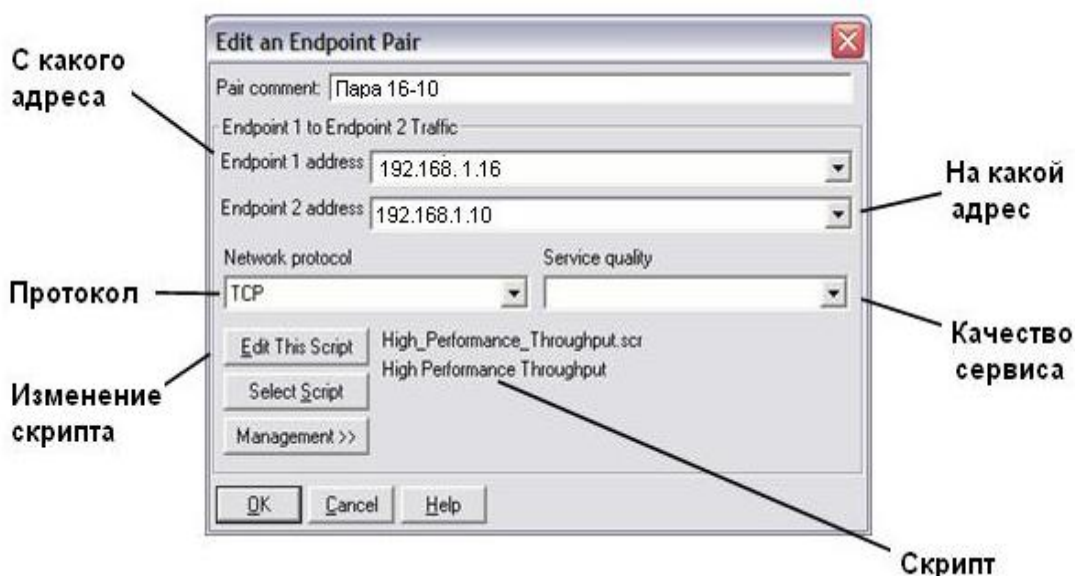 Edit an Endpoint Pair
С какого
адреса
Pair comment: Пара 16-10
Endpoint 1 to Endpoint 2 Traffic
Endpoint 1 address 192.168. 1.16
Endpoint 2 address 192.168.1.10
На какой
адрес
Network protocol
Service quality
Протокол
TCP
Качество
сервиса
Edit This Script
High_Performance_Throughput.scr
High Performance Throughput
Изменение
скрипта
Select Script
Management >>
OK
Cancel
Help
Скрипт